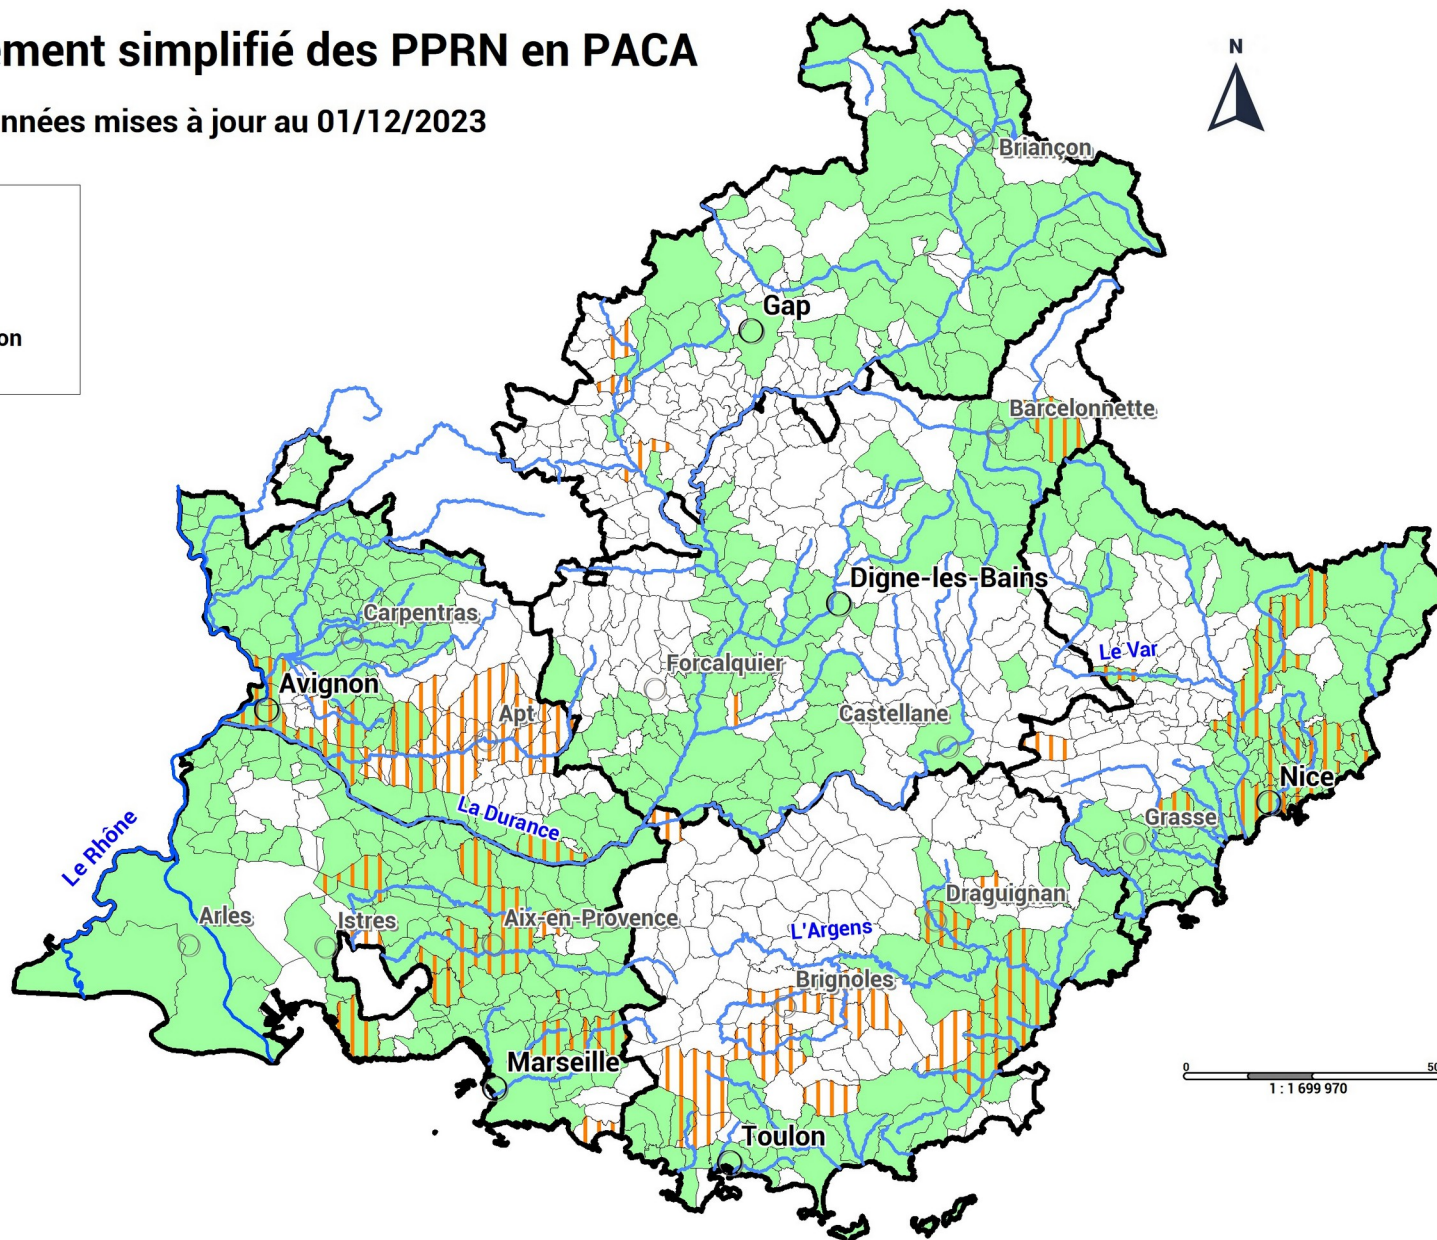 ement simplifié des PPRN en PACA
nnées mises à jour au 01/12/2023
on
N
Briançon
Gap
Barcelonnette
Digne-les-Bains
Carpentras
Le Var
Forcalquier
Avignon
Apt
Castellane
Nice
Grasse
La Durance
Le Rhône
Draguignan
Arles
Istres
Aix-en-Provence
L'Argens
Brignoles
Marseille
0 50
1 : 1 699 970
Toulon